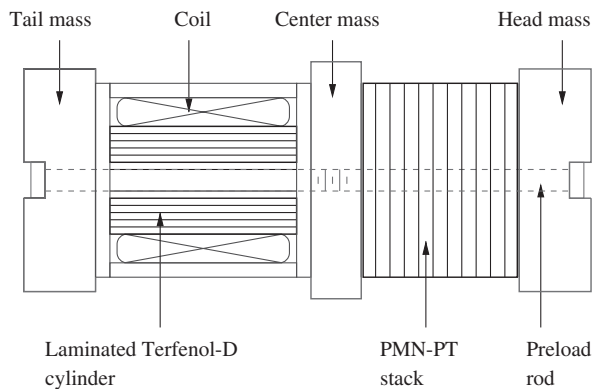 Tail mass
Coil
Center mass
Head mass
Laminated Terfenol-D
cylinder
PMN-PT
stack
Preload
rod